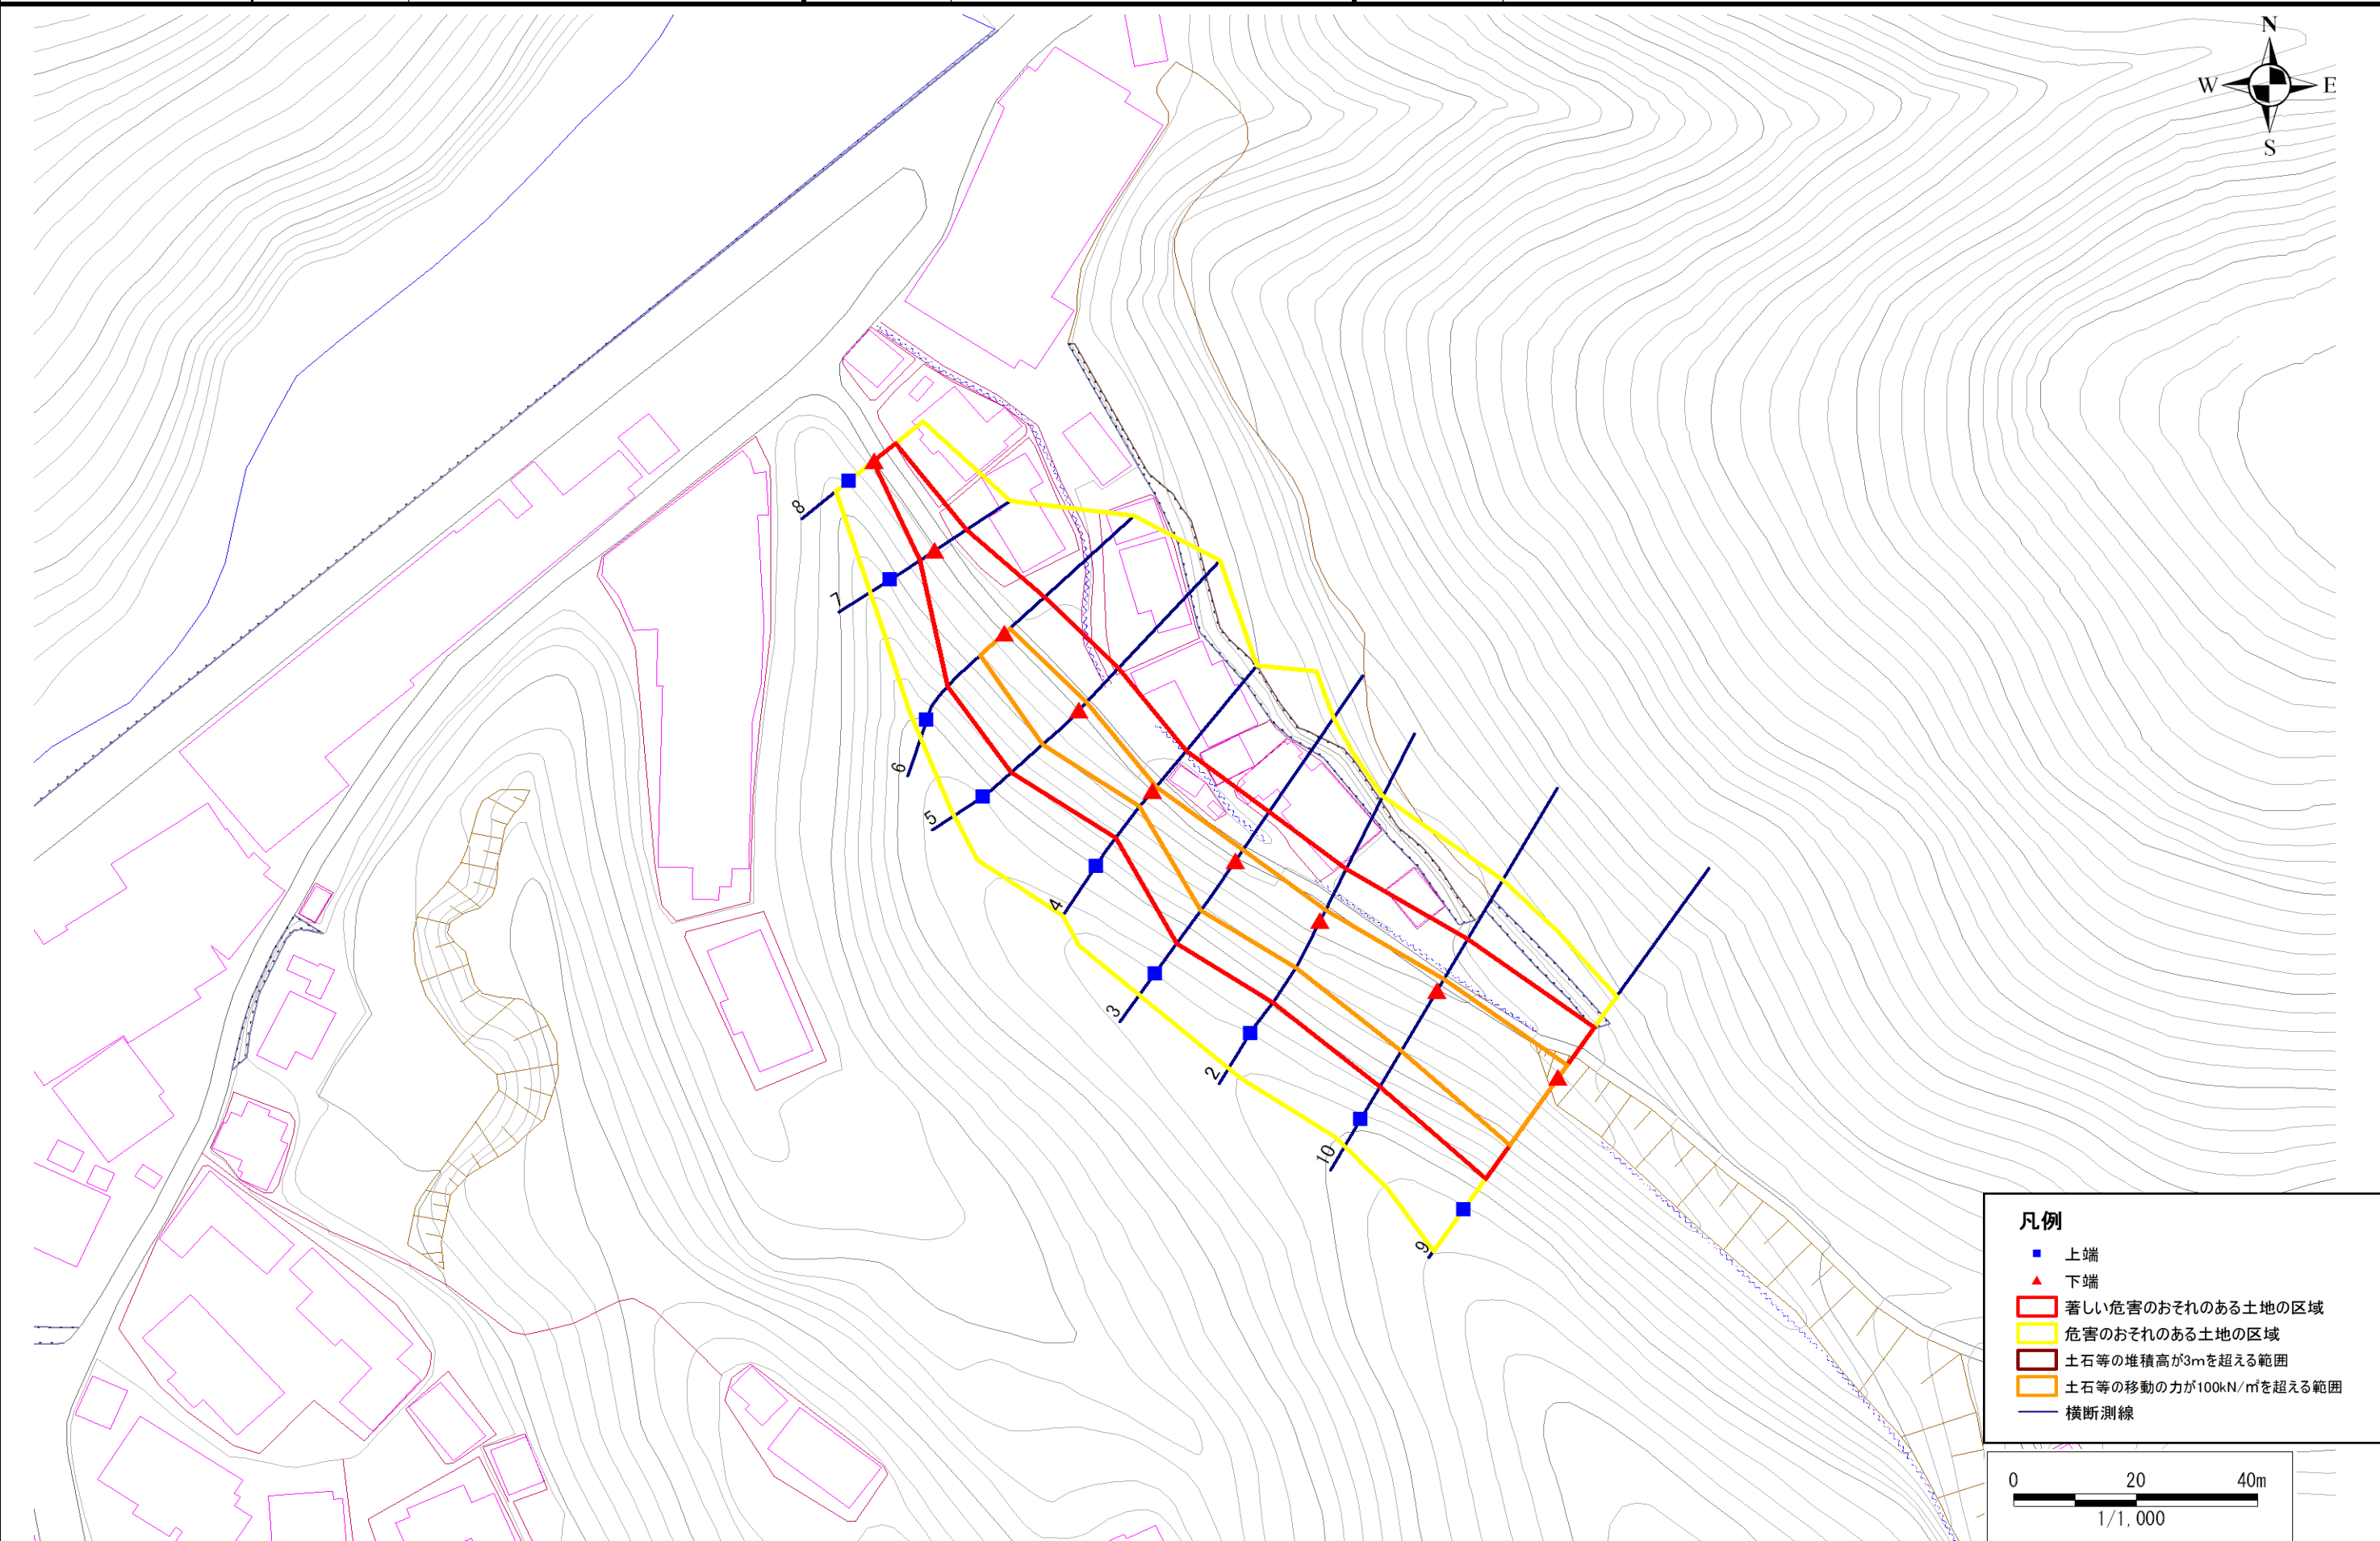 N
W E
S
8
7
6
5
4
3
2
10
9
凡例
上端
下端
著しい危害のおそれのある土地の区域
危害のおそれのある土地の区域
土石等の堆積高が3mを超える範囲
土石等の移動の力が100kN/㎡を超える範囲
横断測線
0 20 40m
1/1,000